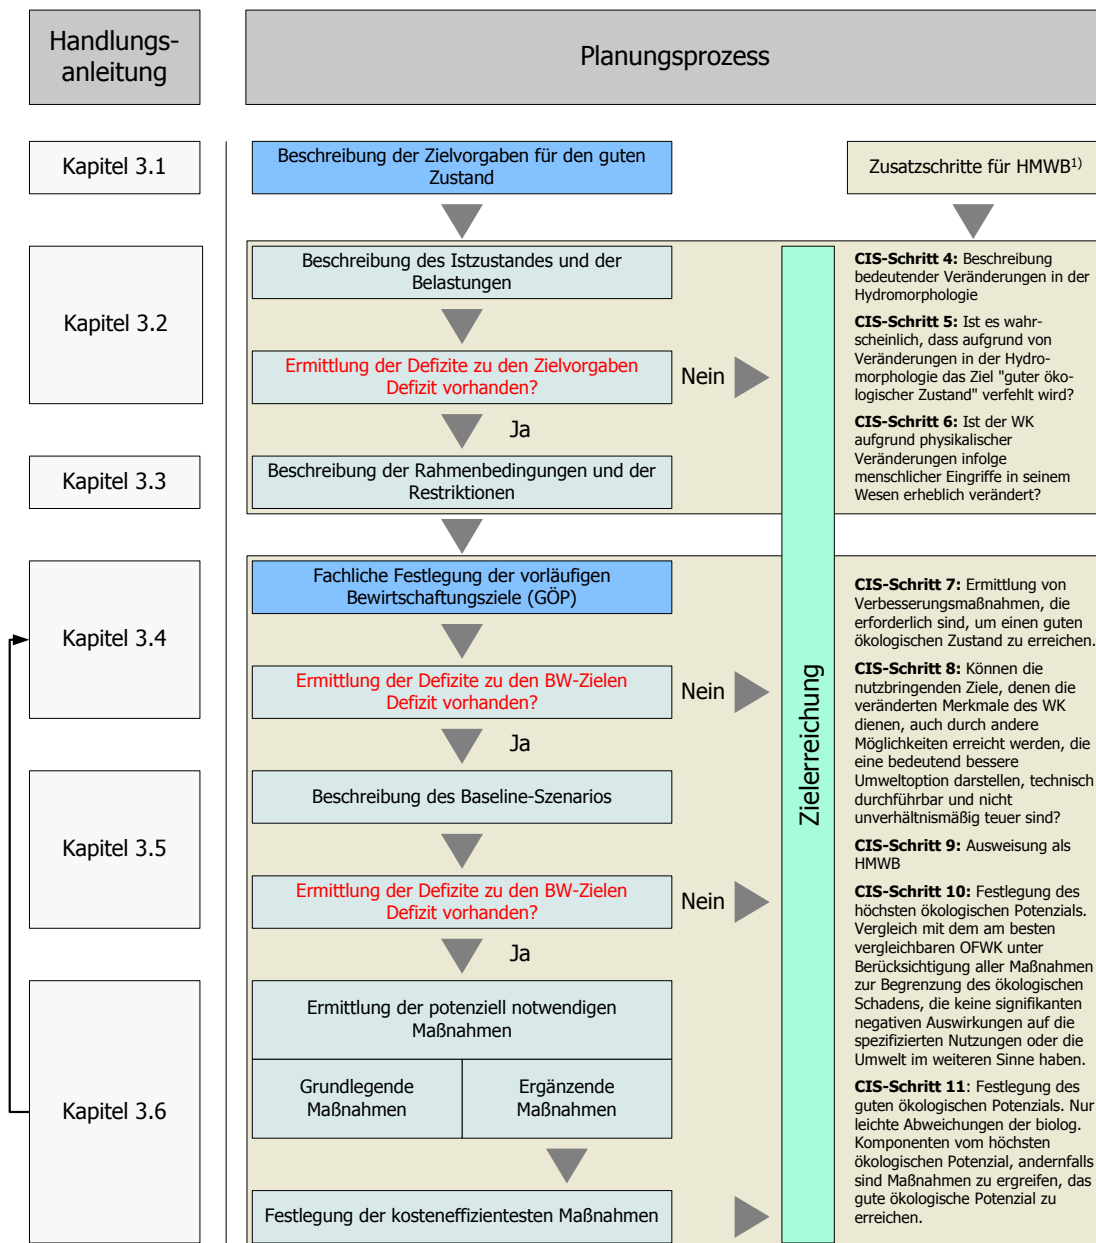 Handlungs-
anleitung
Planungsprozess
Kapitel 3.1
Beschreibung der Zielvorgaben für den guten
Zustand
Zusatzschritte für HMWB1)
Kapitel 3.2
Beschreibung des Istzustandes und der
Belastungen
Ermittlung der Defizite zu den Zielvorgaben
Defizit vorhanden?
Nein
Ja
Kapitel 3.3
Beschreibung der Rahmenbedingungen und der
Restriktionen
CIS-Schritt 4: Beschreibung
bedeutender Veränderungen in der
Hydromorphologie
CIS-Schritt 5: Ist es wahr-
scheinlich, dass aufgrund von
Veränderungen in der Hydro-
morphologie das Ziel "guter öko-
logischer Zustand" verfehlt wird?
CIS-Schritt 6: Ist der WK
aufgrund physikalischer
Veränderungen infolge
menschlicher Eingriffe in seinem
Wesen erheblich verändert?
Zielerreichung
Kapitel 3.4
Fachliche Festlegung der vorläufigen
Bewirtschaftungsziele (GÖP)
Ermittlung der Defizite zu den BW-Zielen
Defizit vorhanden?
Nein
Ja
Kapitel 3.5
Beschreibung des Baseline-Szenarios
Ermittlung der Defizite zu den BW-Zielen
Defizit vorhanden?
Nein
Ja
Kapitel 3.6
Ermittlung der potenziell notwendigen
Maßnahmen
Grundlegende
Maßnahmen
Ergänzende
Maßnahmen
Festlegung der kosteneffizientesten Maßnahmen
CIS-Schritt 7: Ermittlung von
Verbesserungsmaßnahmen, die
erforderlich sind, um einen guten
ökologischen Zustand zu erreichen.
CIS-Schritt 8: Können die
nutzbringenden Ziele, denen die
veränderten Merkmale des WK
dienen, auch durch andere
Möglichkeiten erreicht werden, die
eine bedeutend bessere
Umweltoption darstellen, technisch
durchführbar und nicht
unverhältnismäßig teuer sind?
CIS-Schritt 9: Ausweisung als
HMWB
CIS-Schritt 10: Festlegung des
höchsten ökologischen Potenzials.
Vergleich mit dem am besten
vergleichbaren OFWK unter
Berücksichtigung aller Maßnahmen
zur Begrenzung des ökologischen
Schadens, die keine signifikanten
negativen Auswirkungen auf die
spezifizierten Nutzungen oder die
Umwelt im weiteren Sinne haben.
CIS-Schritt 11: Festlegung des
guten ökologischen Potenzials. Nur
leichte Abweichungen der biolog.
Komponenten vom höchsten
ökologischen Potenzial, andernfalls
sind Maßnahmen zu ergreifen, das
gute ökologische Potenzial zu
erreichen.